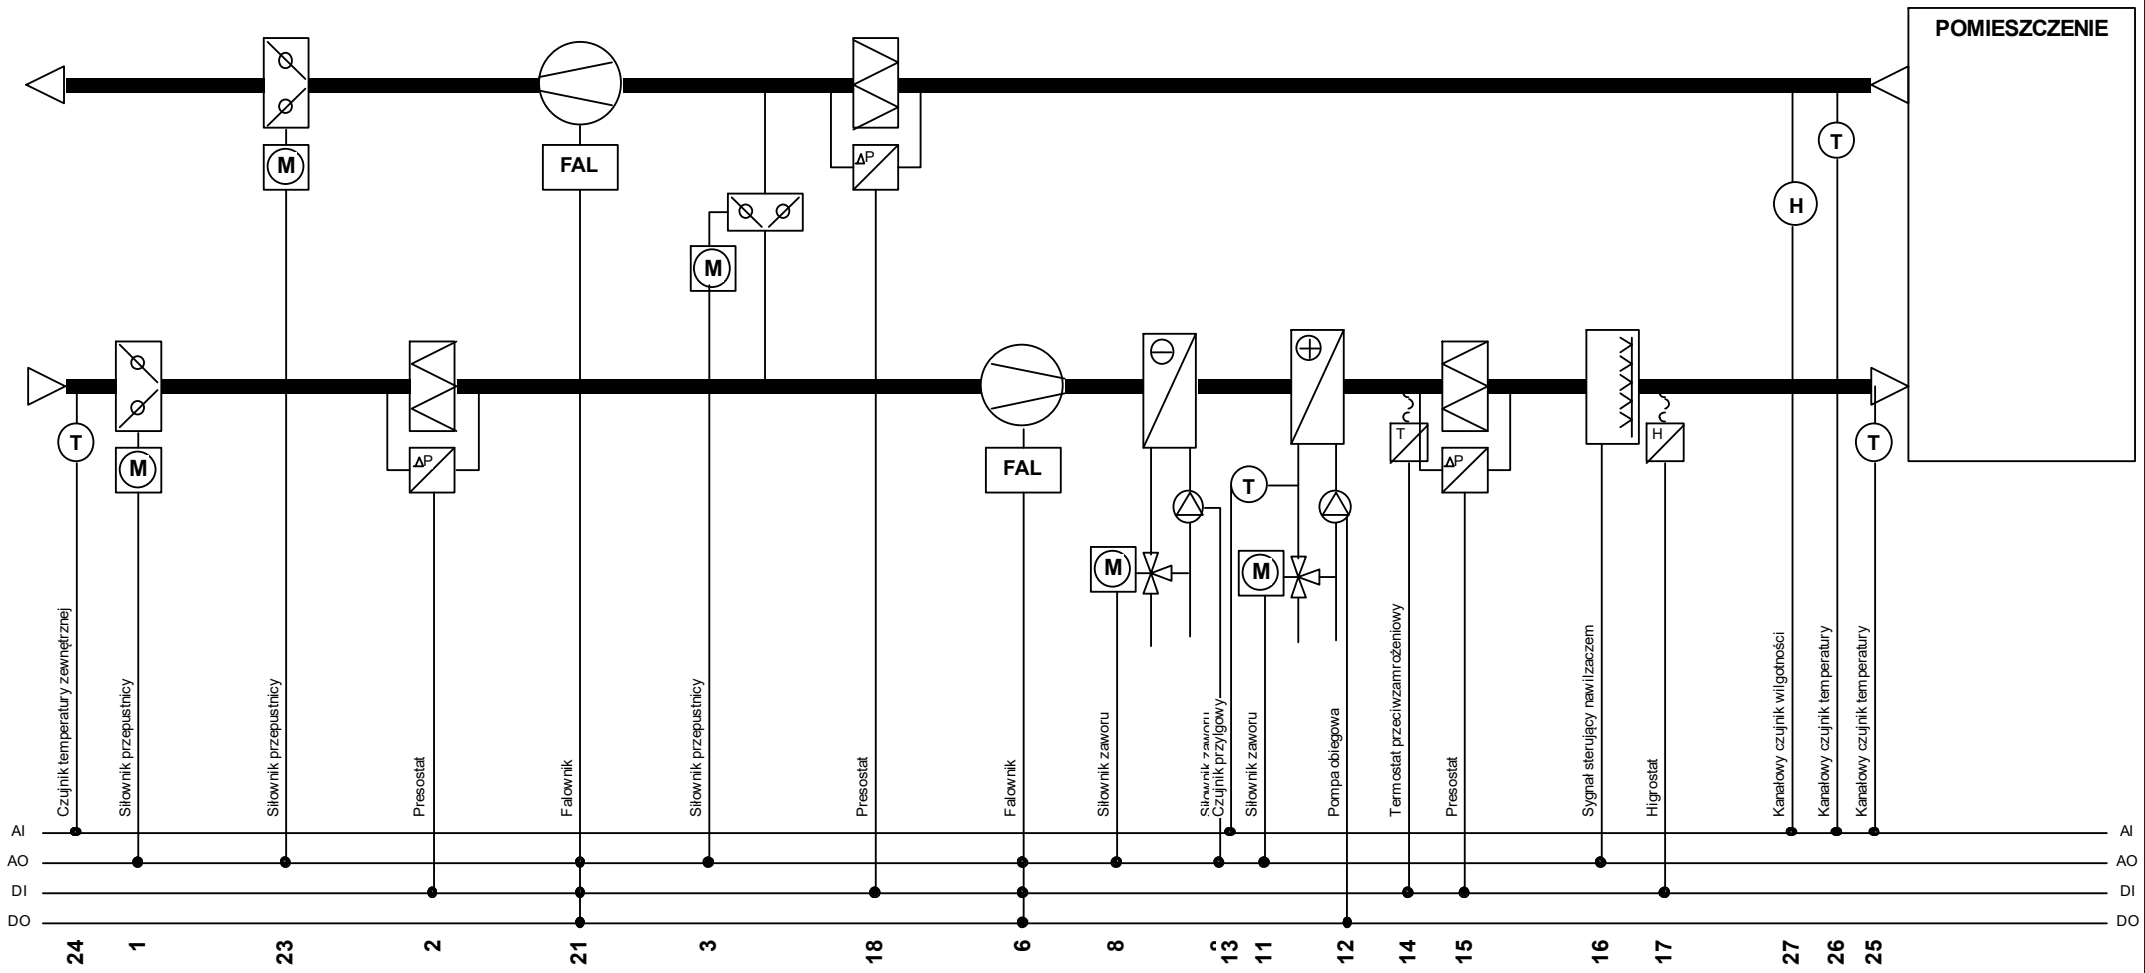 POMIESZCZENIE
T
M
FAL
ΔP
H
M
M
FAL
T
M
ΔP
T
ΔP
H
T
T
M
M
Czujnik temperatury zewnętrznej
Siłownik przepustnicy
Siłownik przepustnicy
Presostat
Falownik
Siłownik przepustnicy
Presostat
Falownik
Siłownik zaworu
Siłownik zaworu
Czujnik przylgowy
Siłownik zaworu
Pompa obiegowa
Termostat przeciwzamrożeniowy
Presostat
Sygnał sterujący nawilzaczem
Higrostat
Kanałowy czujnik wilgotności
Kanałowy czujnik temperatury
Kanałowy czujnik temperatury
AI AI
AO AO
DI DI
DO DO
24 1 23 2 21 3 18 6 8 13 11 12 14 15 16 17 27 26 25